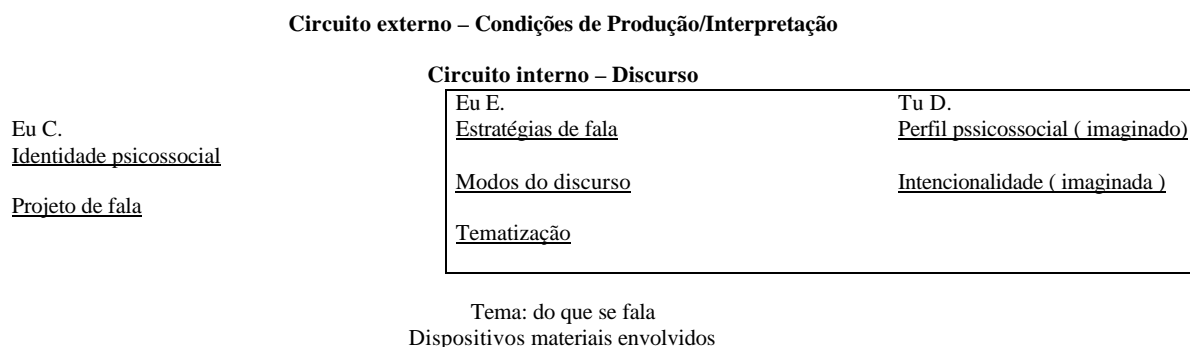 Circuito externo – Condições de Produção/Interpretação
Circuito interno – Discurso
Eu C.
Identidade psicossocial
Projeto de fala
Eu E.
Estratégias de fala
Modos do discurso
Tematização
Tu D.
Perfil pssicossocial ( imaginado)
Intencionalidade ( imaginada )
Tema: do que se fala
Dispositivos materiais envolvidos